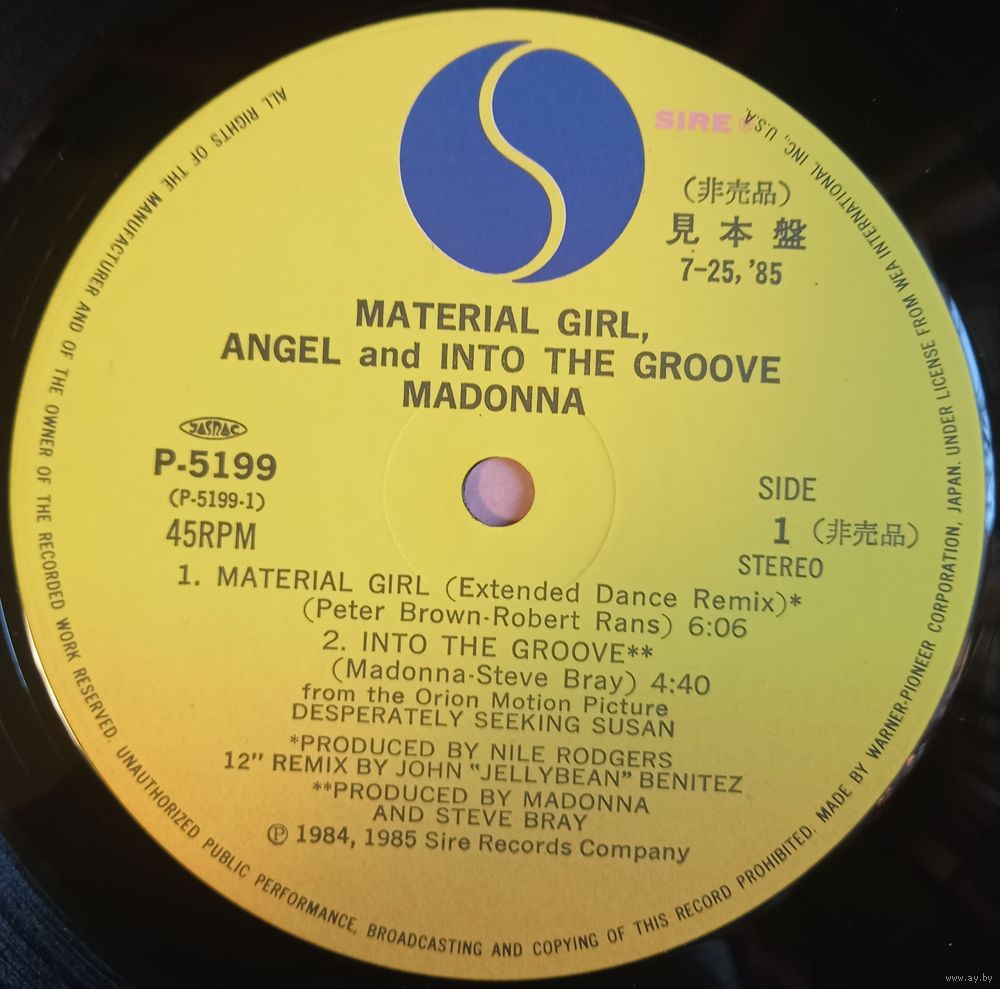 SIRE ®
(非売品)
見本盤
7-25, '85
MATERIAL GIRL,
ANGEL and INTO THE GROOVE
MADONNA
JASRAC
P-5199
(P-5199-1)
45RPM
SIDE
1 (非売品)
STEREO
1. MATERIAL GIRL (Extended Dance Remix)*
(Peter Brown-Robert Rans) 6:06
2. INTO THE GROOVE**
(Madonna-Steve Bray) 4:40
from the Orion Motion Picture
DESPERATELY SEEKING SUSAN
*PRODUCED BY NILE RODGERS
12" REMIX BY JOHN "JELLYBEAN" BENITEZ
**PRODUCED BY MADONNA
AND STEVE BRAY
Ⓟ 1984, 1985 Sire Records Company
ALL RIGHTS OF THE MANUFACTURER AND OF THE OWNER OF THE RECORDED WORK RESERVED. UNAUTHORIZED PUBLIC PERFORMANCE, BROADCASTING AND COPYING OF THIS RECORD PROHIBITED. MADE BY WARNER-PIONEER CORPORATION, JAPAN. UNDER LICENSE FROM WEA INTERNATIONAL INC., U.S.A.
www.ay.by